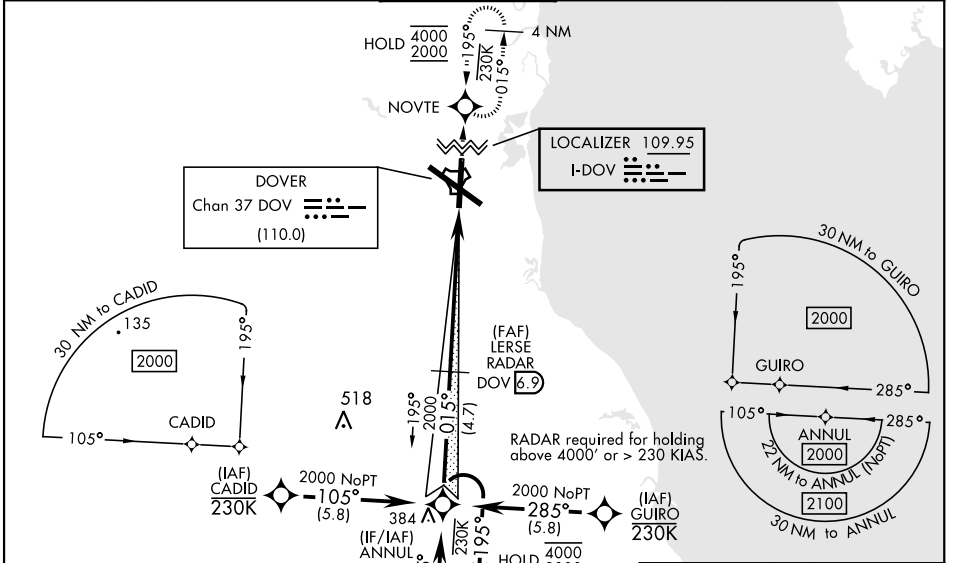 HOLD 4000
2000
195°
230K
015°
4 NM
NOVTE
LOCALIZER 109.95
I-DOV
DOVER
Chan 37 DOV
(110.0)
30 NM to CADID
135
2000
195°
105°
CADID
518
195°
2000
015°
(4.7)
(FAF)
LERSE
RADAR
DOV 6.9
RADAR required for holding
above 4000' or > 230 KIAS.
30 NM to GUIRO
195°
2000
GUIRO
285°
105°
285°
ANNUL
2000
22 NM to ANNUL (NoPT)
2100
30 NM to ANNUL
(IAF)
CADID
230K
2000 NoPT
105°
(5.8)
384
(IF/IAF)
ANNUL
230K
195°
2000 NoPT
285°
(5.8)
(IAF)
GUIRO
230K
HOLD 4000